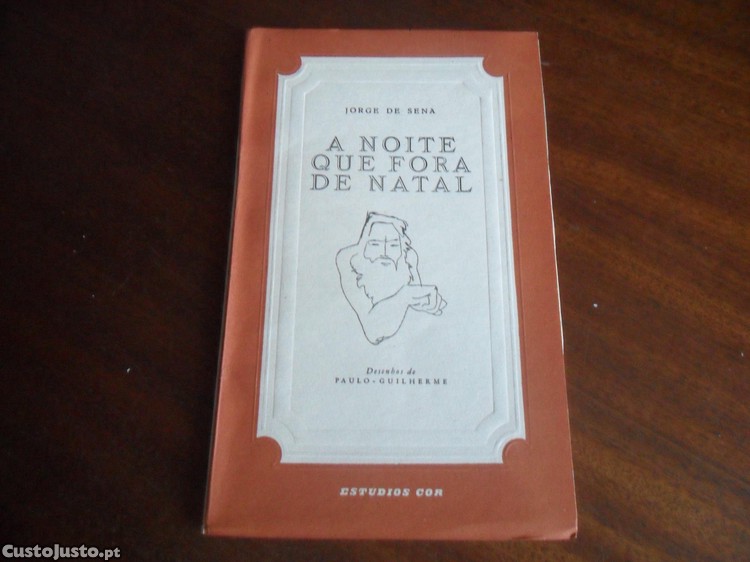 JORGE DE SENA
A NOITE
QUE FORA
DE NATAL
Desenhos de
PAULO-GUILHERME
ESTUDIOS COR
CustoJusto.pt